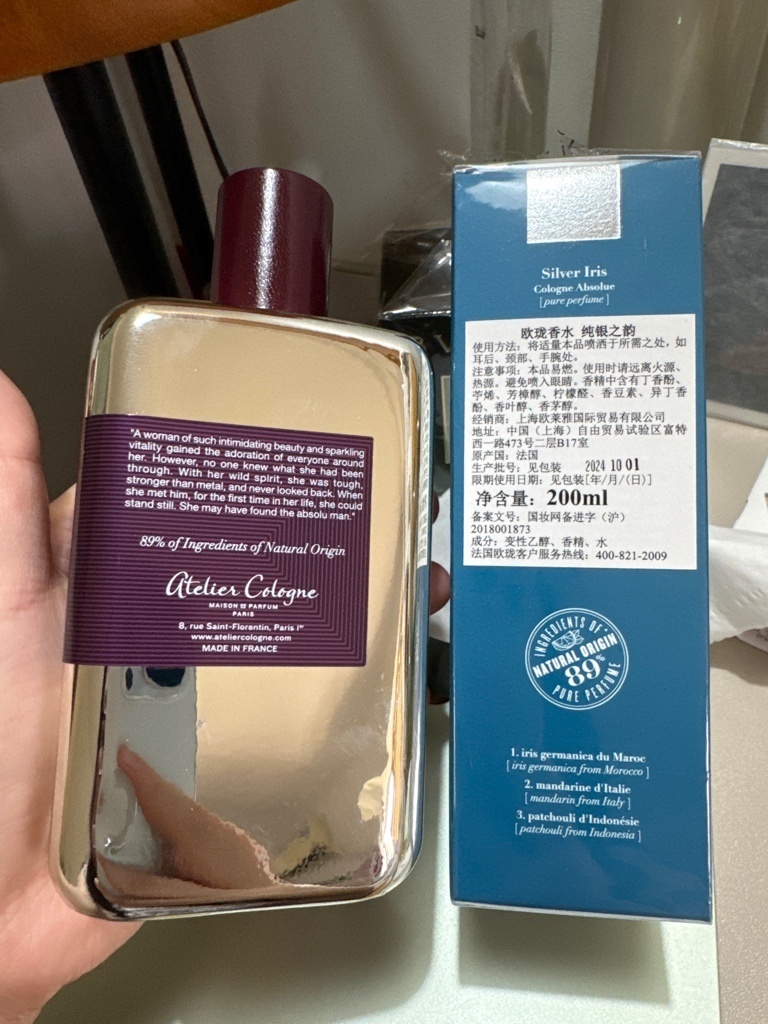 "A woman of such intimidating beauty and sparkling
vitality gained the adoration of everyone around
her. However, no one knew what she had been
through. With her wild spirit, she was tough,
stronger than metal, and never looked back. When
she met him, for the first time in her life, she could
stand still. She may have found the absolu man."
89% of Ingredients of Natural Origin
Atelier Cologne
MAISON DE PARFUM
PARIS
8, rue Saint-Florentin, Paris 1er
www.ateliercologne.com
MADE IN FRANCE
Silver Iris
Cologne Absolue
[ pure perfume ]
欧珑香水 纯银之韵
使用方法：将适量本品喷洒于所需之处，如
耳后、颈部、手腕处。
注意事项：本品易燃。使用时请远离火源、
热源。避免喷入眼睛。香精中含有丁香酚、
苧烯、芳樟醇、柠檬醛、香豆素、异丁香
酚、香叶醇、香茅醇。
经销商：上海欧莱雅国际贸易有限公司
地址：中国（上海）自由贸易试验区富特
西一路473号二层B17室
原产国：法国
生产批号：见包装 2024 10 01
限期使用日期：见包装[年/月/(日)]
净含量：200ml
备案文号：国妆网备进字（沪）
2018001873
成分：变性乙醇、香精、水
法国欧珑客户服务热线：400-821-2009
INGREDIENTS OF
NATURAL ORIGIN
89%
PURE PERFUME
1. iris germanica du Maroc
[ iris germanica from Morocco ]
2. mandarine d'Italie
[ mandarin from Italy ]
3. patchouli d'Indonésie
[ patchouli from Indonesia ]